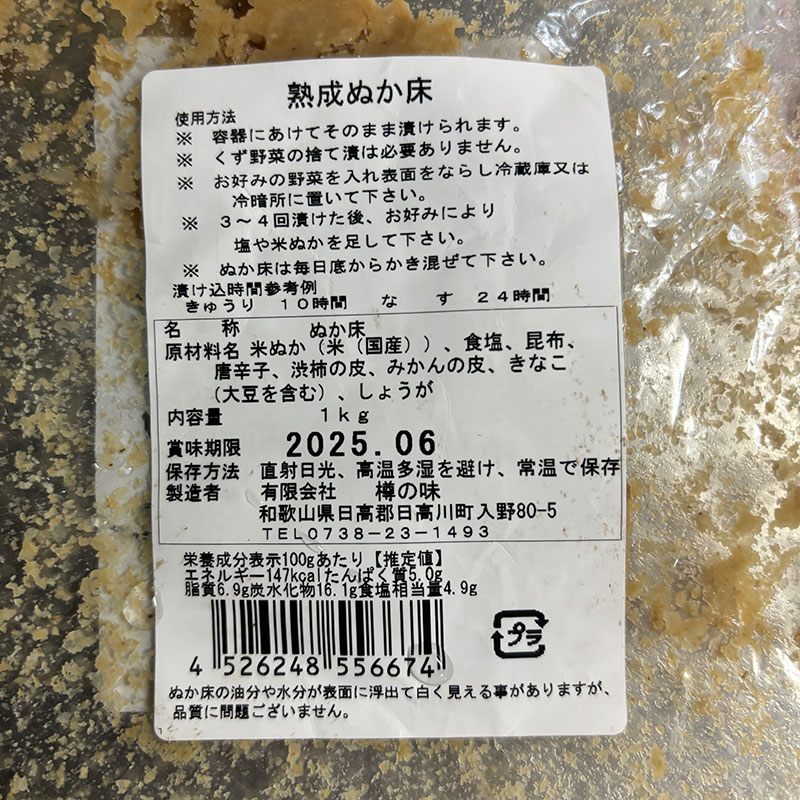 熟成ぬか床
使用方法
※ 容器にあけてそのまま漬けられます。
※ くず野菜の捨て漬は必要ありません。
※ お好みの野菜を入れ表面をならし冷蔵庫又は
冷暗所に置いて下さい。
※ 3～4回漬けた後、お好みにより
塩や米ぬかを足して下さい。
※ ぬか床は毎日底からかき混ぜて下さい。
漬け込時間参考例
きゅうり 10時間 なす 24時間
名称 ぬか床
原材料名 米ぬか（米（国産））、食塩、昆布、
唐辛子、渋柿の皮、みかんの皮、きなこ
（大豆を含む）、しょうが
内容量 1kg
賞味期限 2025.06
保存方法 直射日光、高温多湿を避け、常温で保存
製造者 有限会社 樽の味
和歌山県日高郡日高川町入野80-5
TEL0738-23-1493
栄養成分表示100gあたり【推定値】
エネルギー147kcalたんぱく質5.0g
脂質6.9g炭水化物16.1g食塩相当量4.9g
プラ
4 526248 556674
ぬか床の油分や水分が表面に浮出て白く見える事がありますが、
品質に問題ございません。